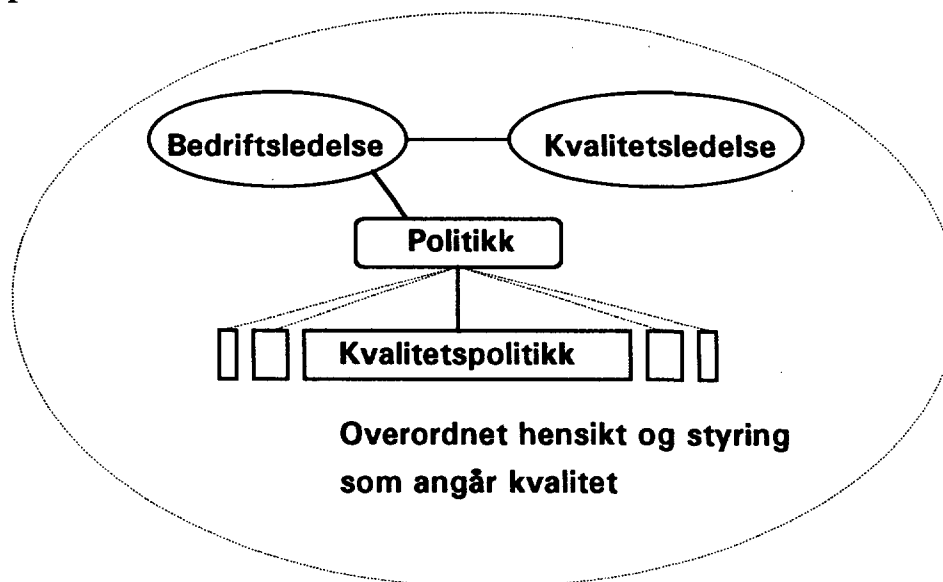 Bedriftsledelse
Kvalitetsledelse
Politikk
Kvalitetspolitikk
Overordnet hensikt og styring
som angår kvalitet